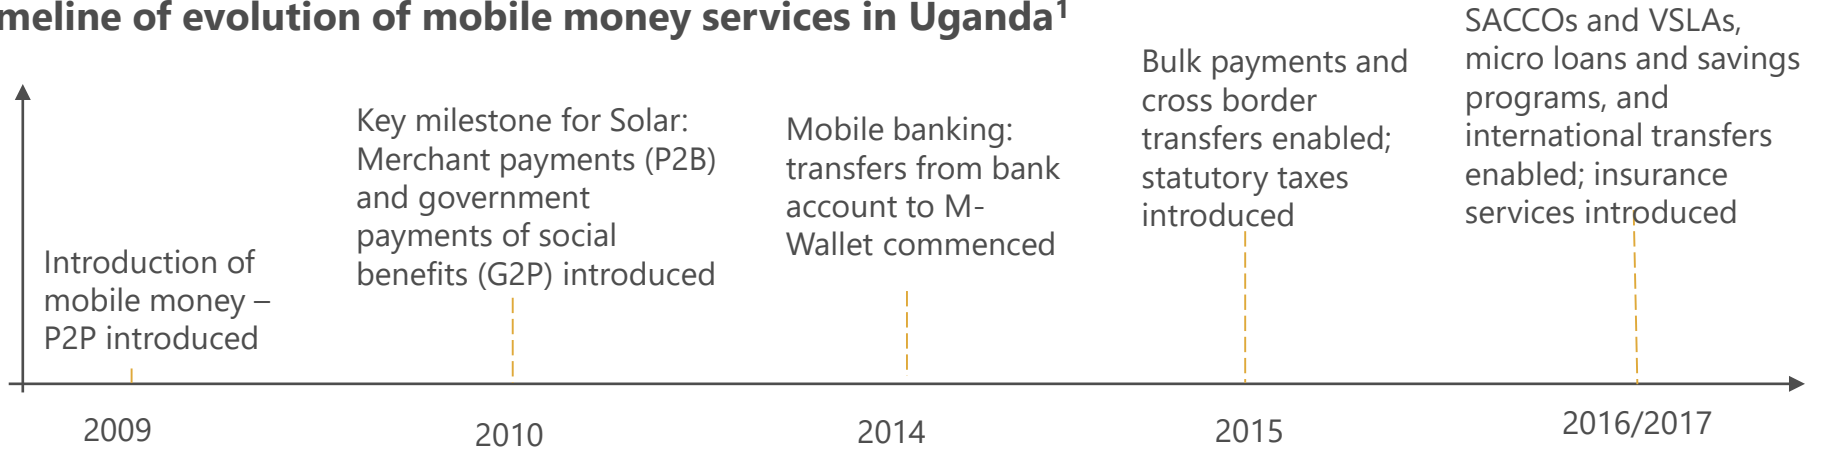 meline of evolution of mobile money services in Uganda1
Introduction of
mobile money –
P2P introduced
Key milestone for Solar:
Merchant payments (P2B)
and government
payments of social
benefits (G2P) introduced
Mobile banking:
transfers from bank
account to M-
Wallet commenced
Bulk payments and
cross border
transfers enabled;
statutory taxes
introduced
SACCOs and VSLAs,
micro loans and savings
programs, and
international transfers
enabled; insurance
services introduced
2009
2010
2014
2015
2016/2017